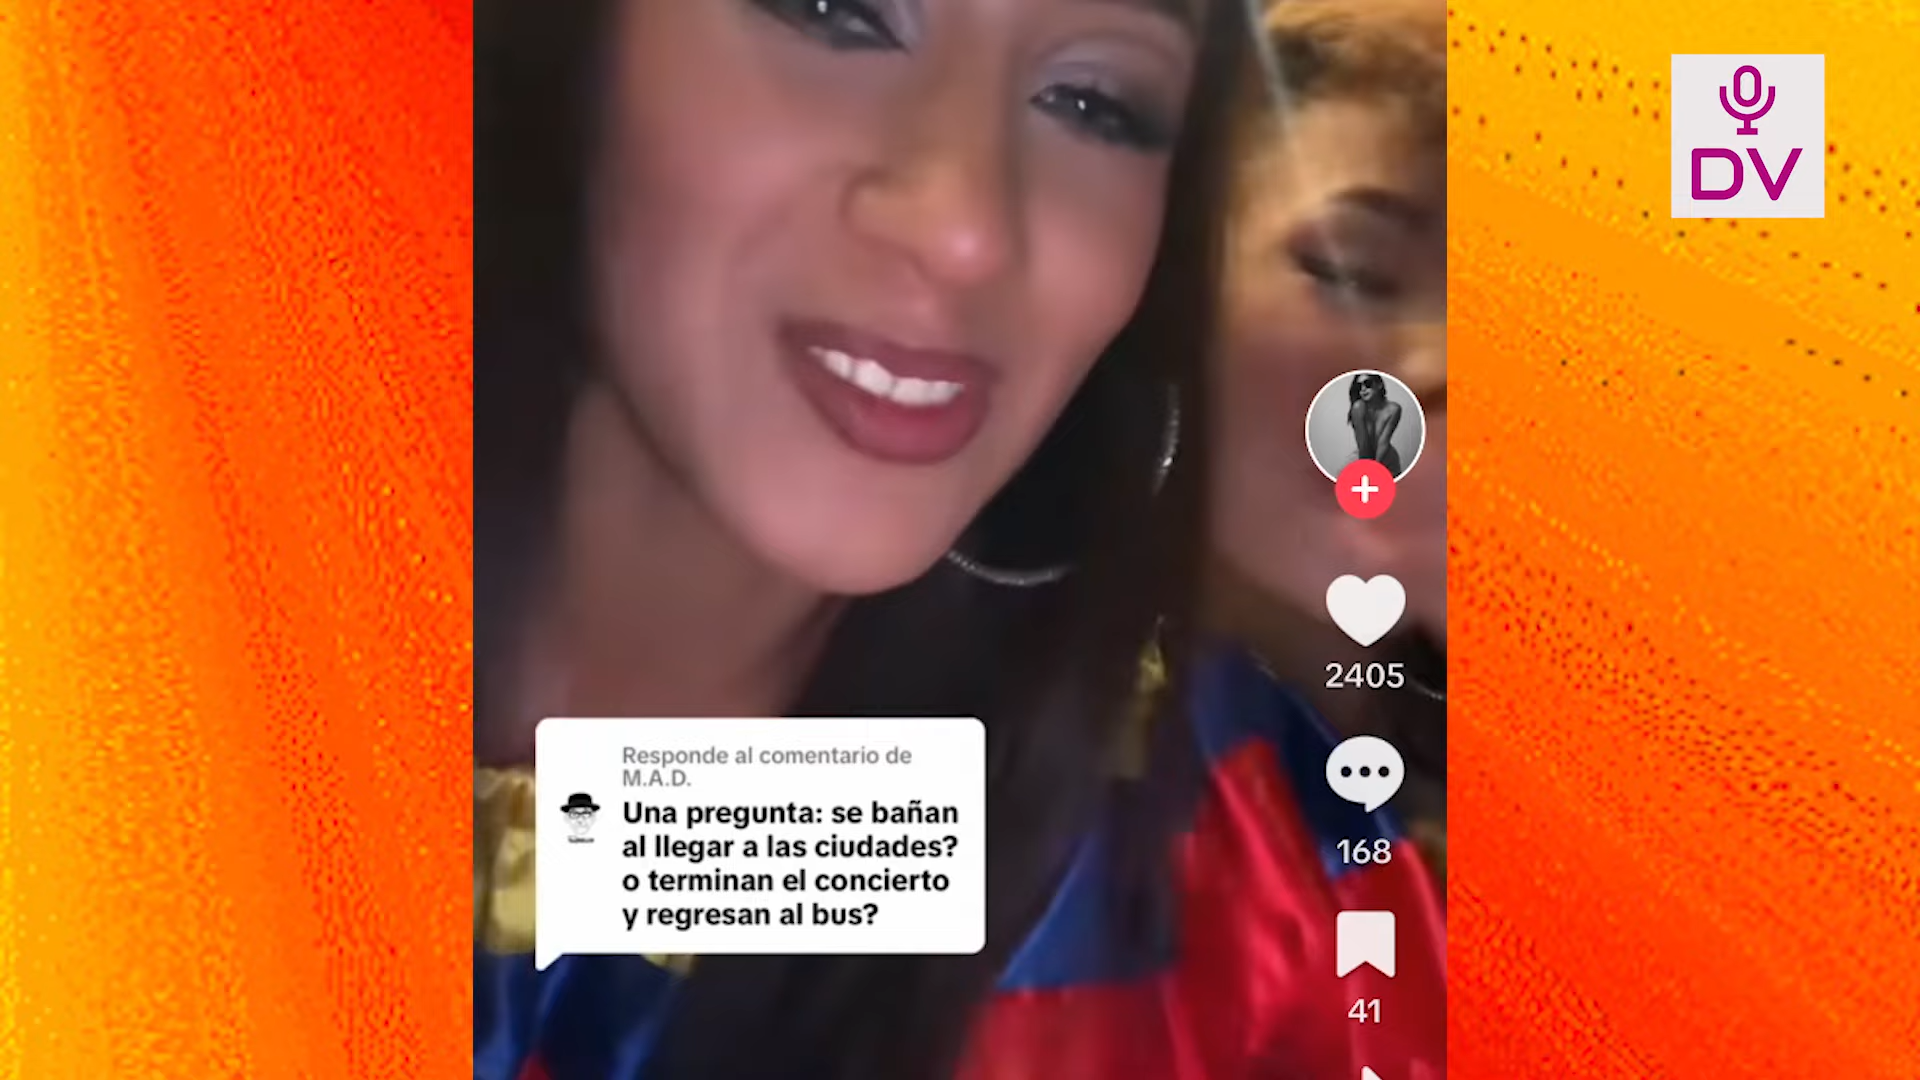 DV
2405
Responde al comentario de
M.A.D.
Una pregunta: se bañan
al llegar a las ciudades?
o terminan el concierto
y regresan al bus?
168
41